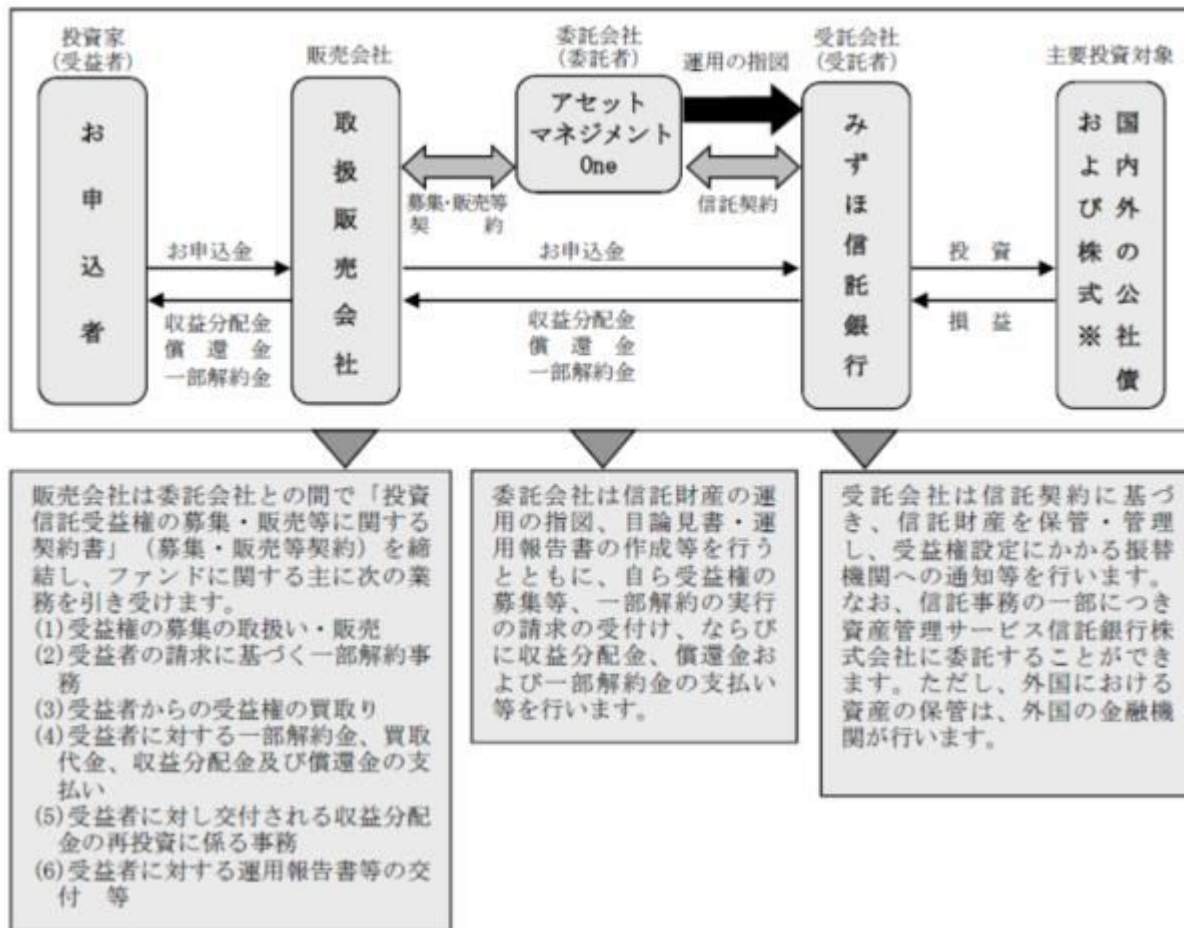 投資家
(受益者)
販売会社
委託会社
(委託者)
運用の指図
受託会社
(受託者)
主要投資対象
お申込者
取扱販売会社
アセット
マネジメント
One
みずほ信託銀行
国内外の公社債
および株式※
募集・販売等
契　　約
信託契約
お申込金
お申込金
投　資
収益分配金
償　還　金
一部解約金
収益分配金
償　還　金
一部解約金
損　益
販売会社は委託会社との間で「投資
信託受益権の募集・販売等に関する
契約書」（募集・販売等契約）を締
結し、ファンドに関する主に次の業
務を引き受けます。
(1)受益権の募集の取扱い・販売
(2)受益者の請求に基づく一部解約事
務
(3)受益者からの受益権の買取り
(4)受益者に対する一部解約金、買取
代金、収益分配金及び償還金の支
払い
(5)受益者に対し交付される収益分配
金の再投資に係る事務
(6)受益者に対する運用報告書等の交
付　等
委託会社は信託財産の運
用の指図、目論見書・運
用報告書の作成等を行う
とともに、自ら受益権の
募集等、一部解約の実行
の請求の受付け、ならび
に収益分配金、償還金お
よび一部解約金の支払い
等を行います。
受託会社は信託契約に基づ
き、信託財産を保管・管理
し、受益権設定にかかる振替
機関への通知等を行います。
なお、信託事務の一部につき
資産管理サービス信託銀行株
式会社に委託することができ
ます。ただし、外国における
資産の保管は、外国の金融機
関が行います。